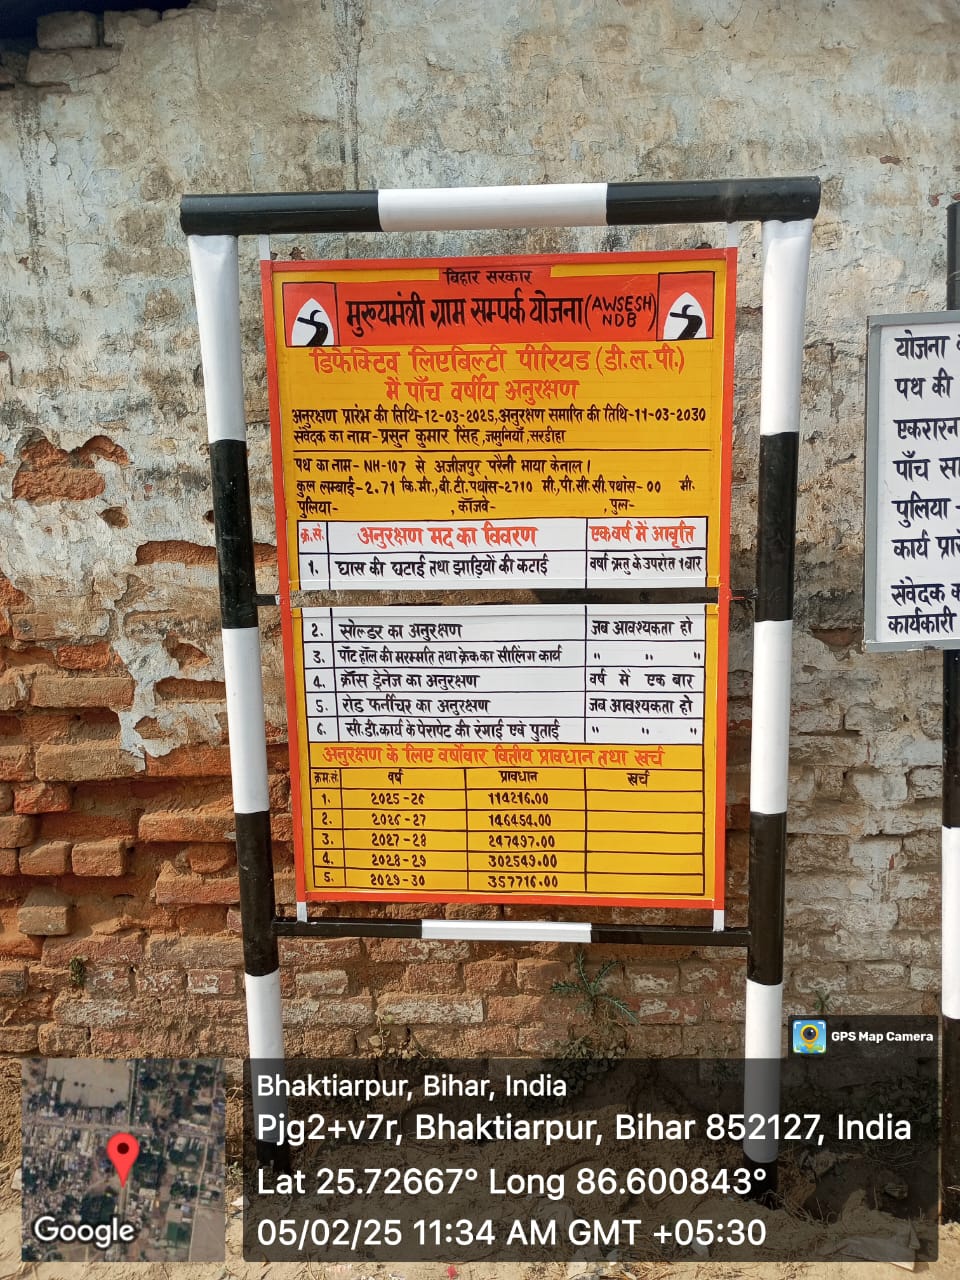 बिहार सरकार
मुख्यमंत्री ग्राम सम्पर्क योजना (AWSESH NDB)
डिफेक्टिव लिएबिल्टी पीरियड (डी.ल.पी.)
में पाँच वर्षीय अनुरक्षण
अनुरक्षण प्रारंभ की तिथि-12-03-2025, अनुरक्षण समाप्ति की तिथि-11-03-2030
संवेदक का नाम-प्रसुन कुमार सिंह, जमुनियाँ, सरडीहा
पथ का नाम- NH-107 से अजीजपुर परैनी भाया केनाल।
कुल लम्बाई-2.71 कि.मी., बी.टी. पथांस-2710 मी., पी.सी.सी. पथांस-00 मी.
पुलिया- , कॉजवे- , पुल-
क्र.सं. अनुरक्षण मद का विवरण एक वर्ष में आवृति
1. घास की घटाई तथा झाड़ियों की कटाई वर्षा ऋतु के उपरांत 1 बार
2. सोल्डर का अनुरक्षण जब आवश्यकता हो
3. पॉट हॉल की मरम्मति तथा क्रेक का सीलिंग कार्य " " "
4. क्रॉस ड्रेनेज का अनुरक्षण वर्ष में एक बार
5. रोड फर्नीचर का अनुरक्षण जब आवश्यकता हो
6. सी.डी. कार्य के पेरापेट की रंगाई एवं पुताई " " "
अनुरक्षण के लिए वर्षोवार वितीय प्रावधान तथा खर्च
क्रम.सं. वर्ष प्रावधान खर्च
1. 2025-26 114216.00
2. 2026-27 146454.00
3. 2027-28 247497.00
4. 2028-29 302549.00
5. 2029-30 357716.00
योजना
पथ की
एकरारन
पाँच सा
पुलिया -
कार्य प्रा
संवेदक क
कार्यकारी
GPS Map Camera
Bhaktiarpur, Bihar, India
Pjg2+v7r, Bhaktiarpur, Bihar 852127, India
Lat 25.72667° Long 86.600843°
05/02/25 11:34 AM GMT +05:30
Google